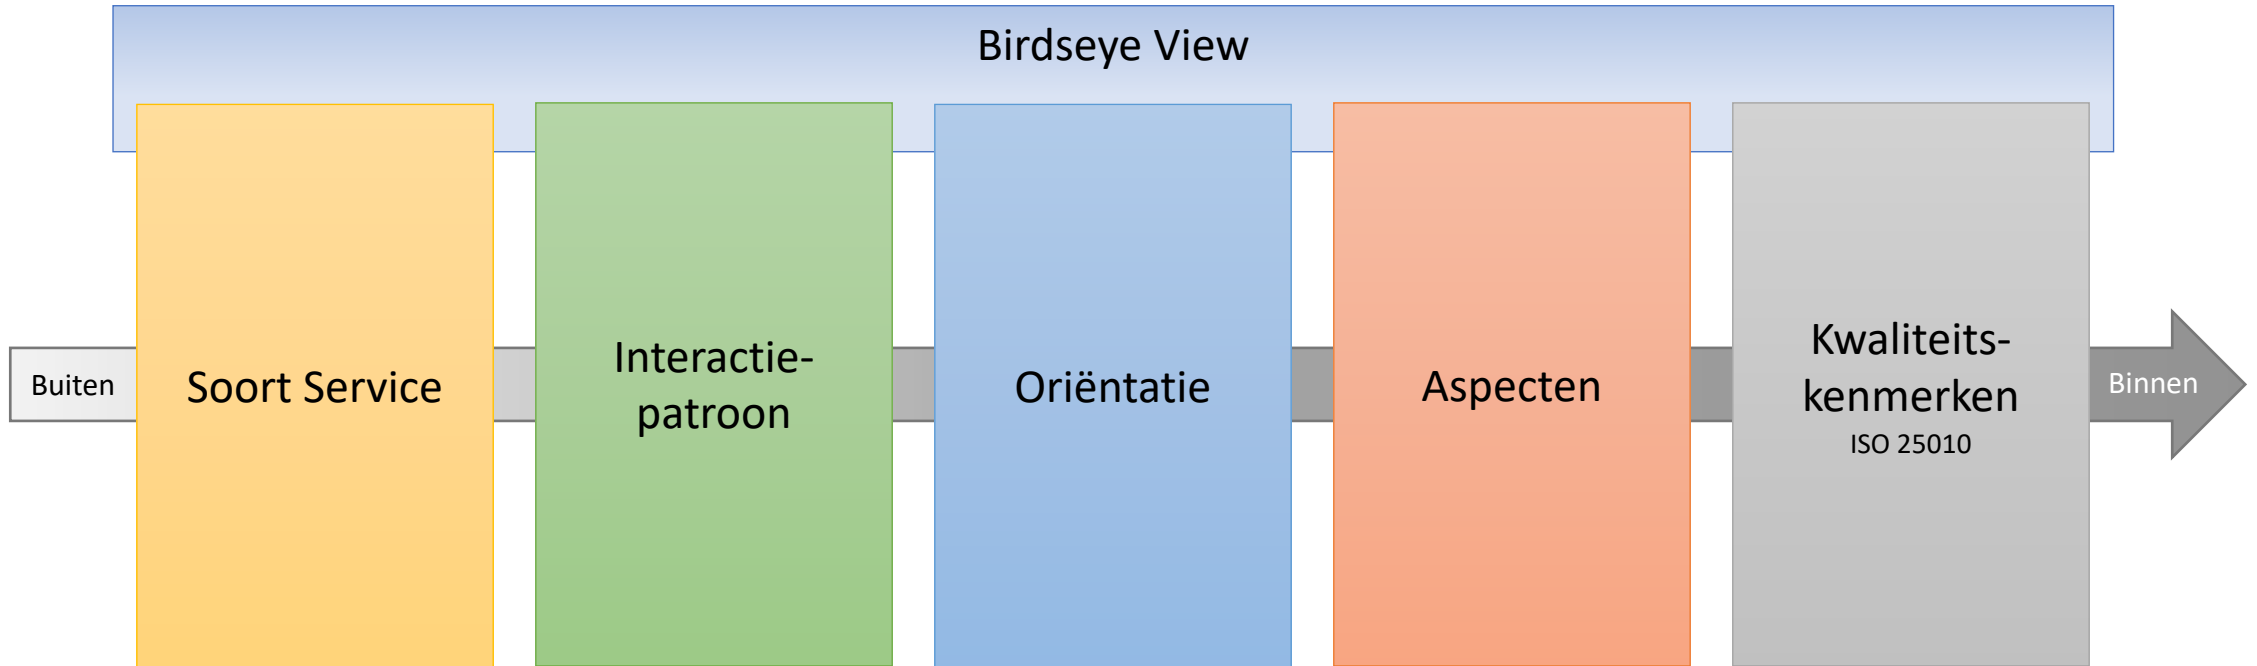 Birdseye View
Buiten
Soort Service
Interactie-
patroon
Oriëntatie
Aspecten
Kwaliteits-
kenmerken
ISO 25010
Binnen